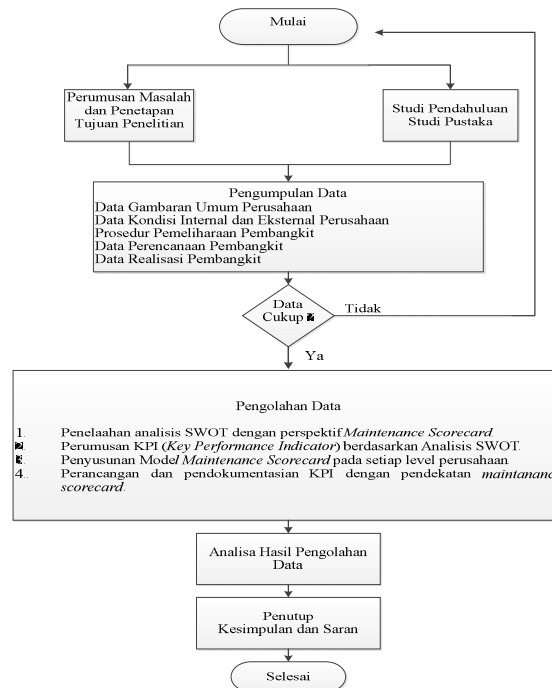 Mulai
Perumusan Masalah
dan Penetapan
Tujuan Penelitian
Studi Pendahuluan
Studi Pustaka
Pengumpulan Data
Data Gambaran Umum Perusahaan
Data Kondisi Internal dan Eksternal Perusahaan
Prosedur Pemeliharaan Pembangkit
Data Perencanaan Pembangkit
Data Realisasi Pembangkit
Data
Cukup
Tidak
Ya
Pengolahan Data
1. Penelaahan analisis SWOT dengan perspektif Maintenance Scorecard.
Perumusan KPI (Key Performance Indicator) berdasarkan Analisis SWOT.
Penyusunan Model Maintenance Scorecard pada setiap level perusahaan
4. Perancangan dan pendokumentasian KPI dengan pendekatan maintanance
scorecard.
Analisa Hasil Pengolahan
Data
Penutup
Kesimpulan dan Saran
Selesai